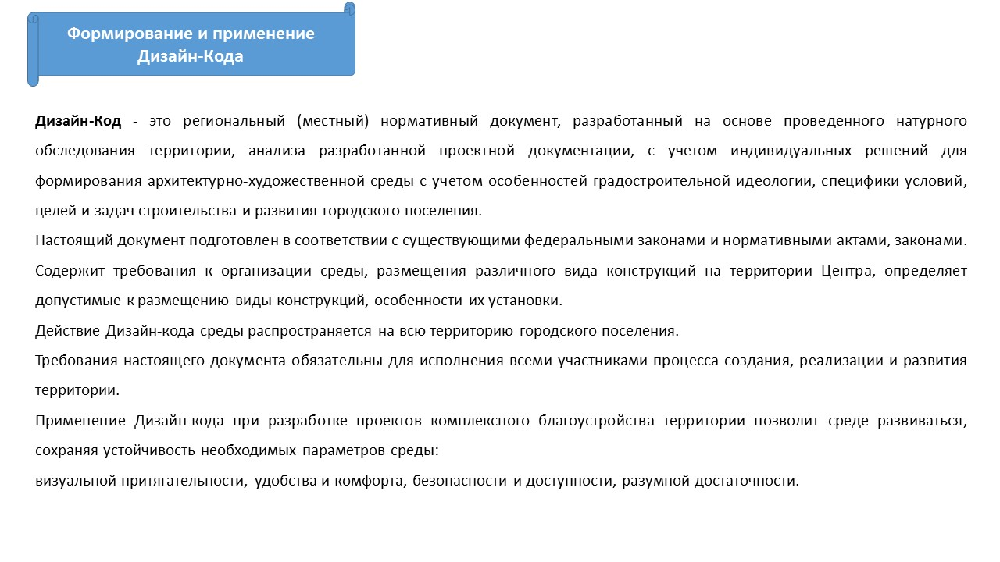 Формирование и применение
Дизайн-Кода
Дизайн-Код - это региональный (местный) нормативный документ, разработанный на основе проведенного натурного
обследования территории, анализа разработанной проектной документации, с учетом индивидуальных решений для
формирования архитектурно-художественной среды с учетом особенностей градостроительной идеологии, специфики условий,
целей и задач строительства и развития городского поселения.
Настоящий документ подготовлен в соответствии с существующими федеральными законами и нормативными актами, законами.
Содержит требования к организации среды, размещения различного вида конструкций на территории Центра, определяет
допустимые к размещению виды конструкций, особенности их установки.
Действие Дизайн-кода среды распространяется на всю территорию городского поселения.
Требования настоящего документа обязательны для исполнения всеми участниками процесса создания, реализации и развития
территории.
Применение Дизайн-кода при разработке проектов комплексного благоустройства территории позволит среде развиваться,
сохраняя устойчивость необходимых параметров среды:
визуальной притягательности, удобства и комфорта, безопасности и доступности, разумной достаточности.